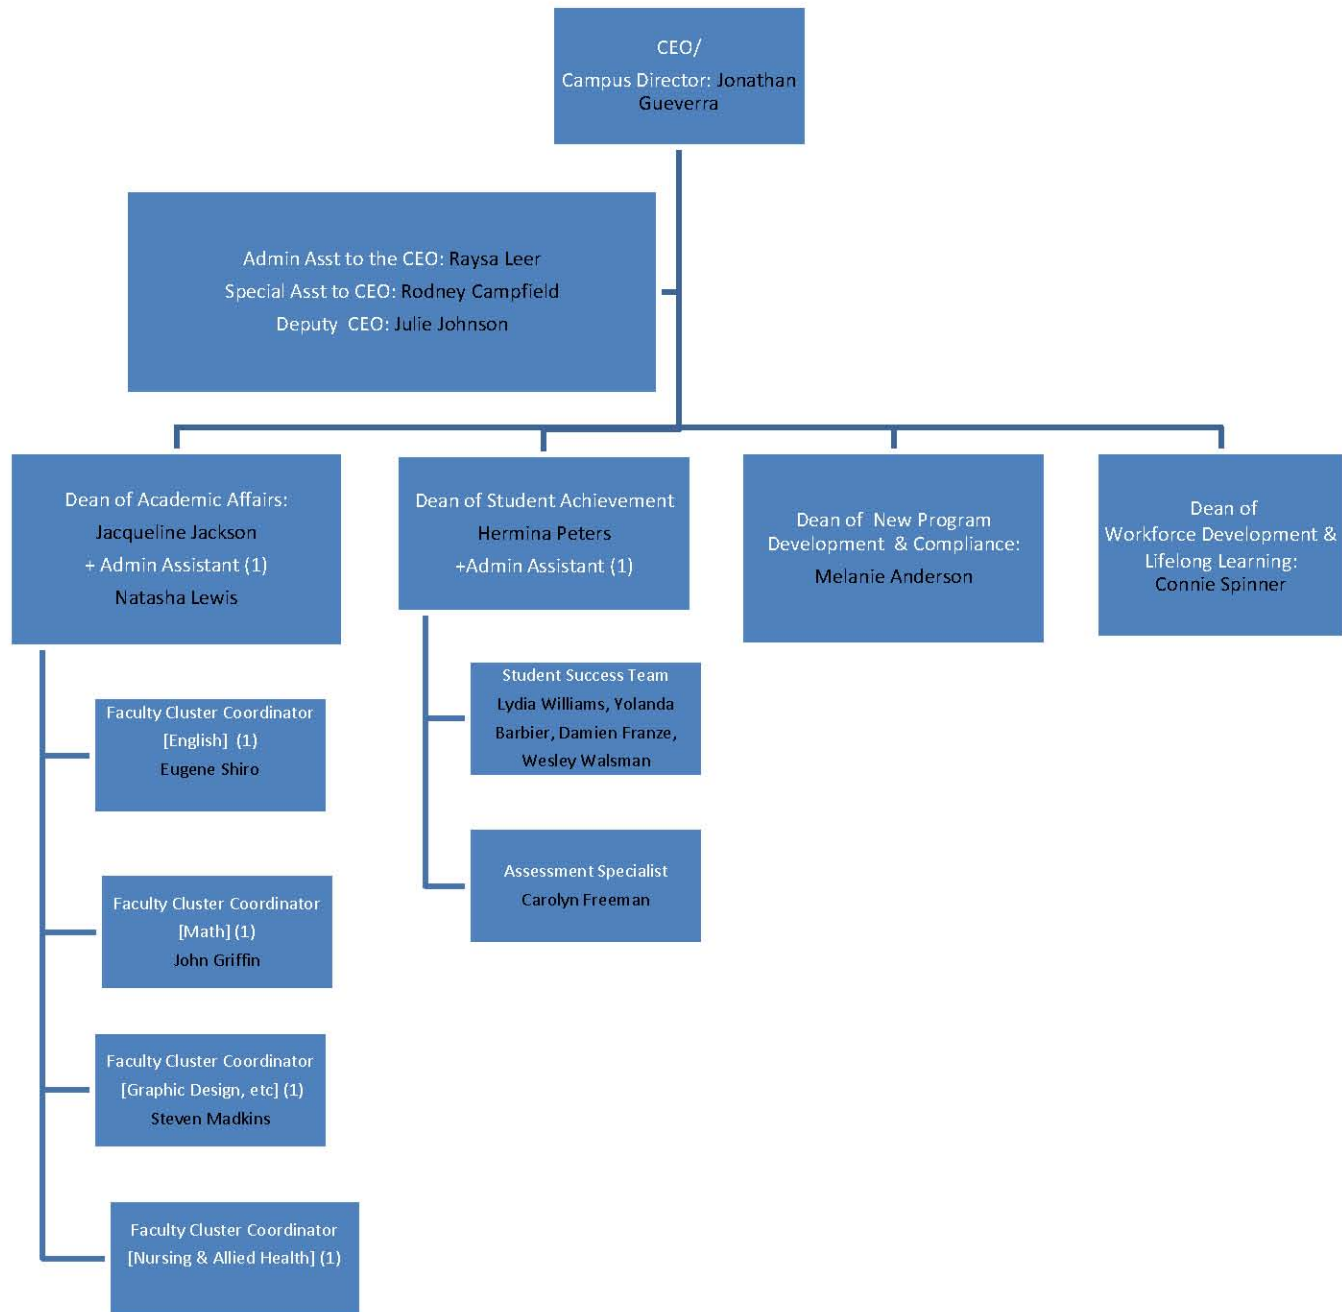 CEO/
Campus Director: Jonathan
Gueverra
Admin Asst to the CEO: Raysa Leer
Special Asst to CEO: Rodney Campfield
Deputy CEO: Julie Johnson
Dean of Academic Affairs:
Jacqueline Jackson
+ Admin Assistant (1)
Natasha Lewis
Dean of Student Achievement
Hermina Peters
+Admin Assistant (1)
Dean of New Program
Development & Compliance:
Melanie Anderson
Dean of
Workforce Development &
Lifelong Learning:
Connie Spinner
Faculty Cluster Coordinator
[English] (1)
Eugene Shiro
Faculty Cluster Coordinator
[Math] (1)
John Griffin
Faculty Cluster Coordinator
[Graphic Design, etc] (1)
Steven Madkins
Faculty Cluster Coordinator
[Nursing & Allied Health] (1)
Student Success Team
Lydia Williams, Yolanda
Barbier, Damien Franze,
Wesley Walsman
Assessment Specialist
Carolyn Freeman